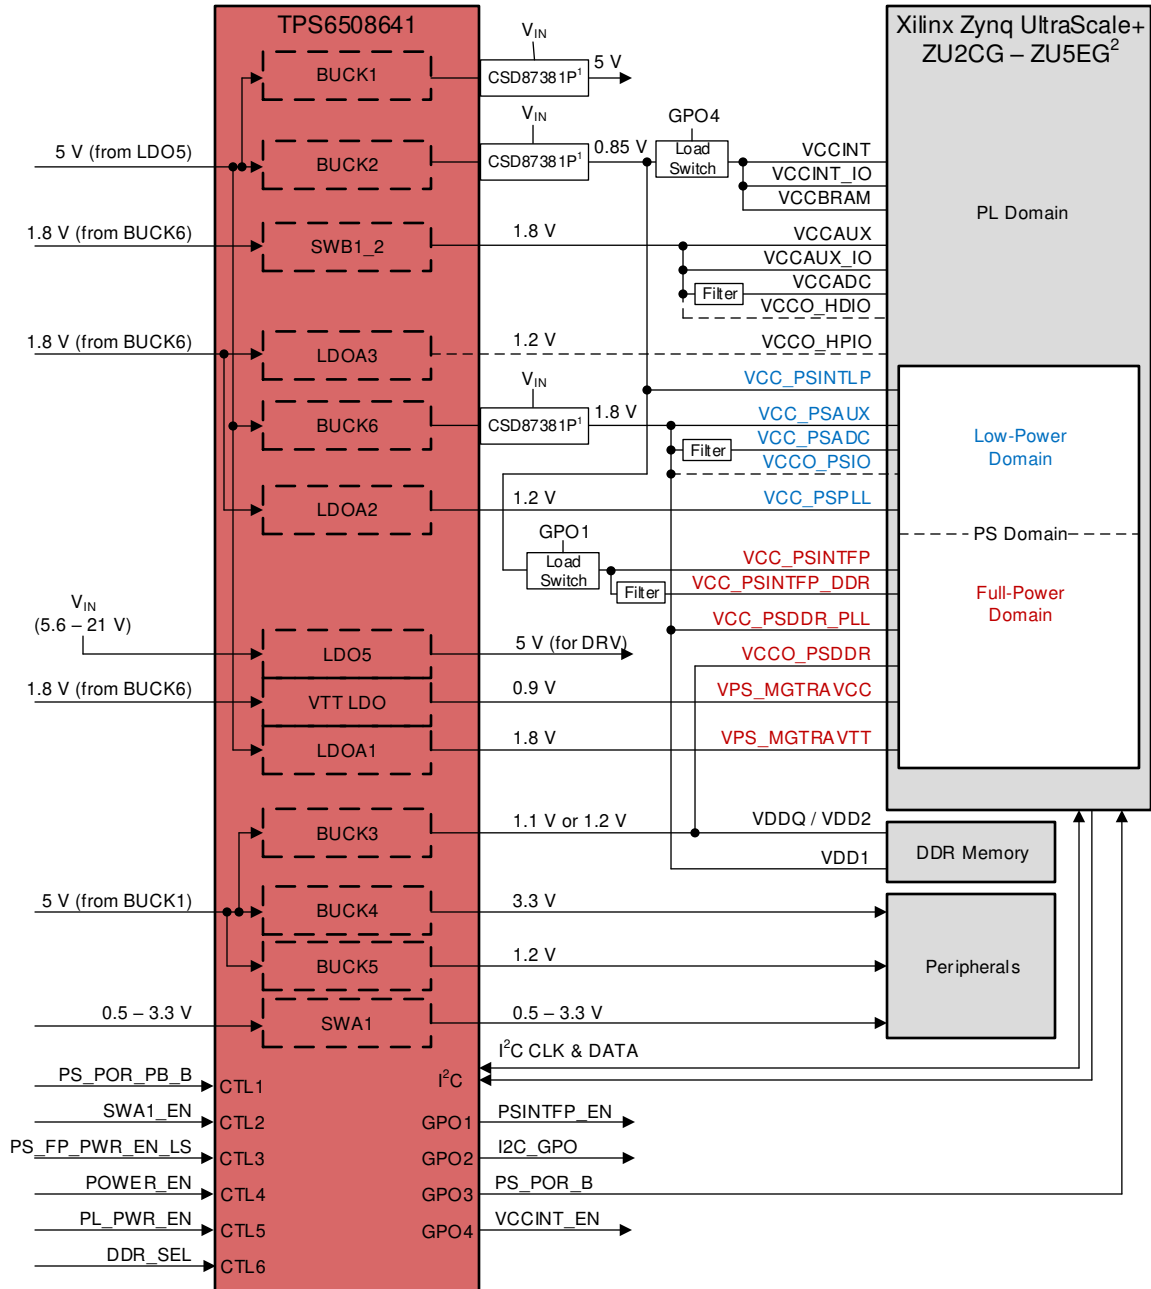 TPS6508641
Xilinx Zynq UltraScale+
ZU2CG – ZU5EG²
BUCK1
V_IN
CSD87381P¹
5 V
5 V (from LDO5)
BUCK2
V_IN
CSD87381P¹
0.85 V
GPO4
Load
Switch
VCCINT
VCCINT_IO
VCCBRAM
PL Domain
1.8 V (from BUCK6)
SWB1_2
1.8 V
VCCAUX
VCCAUX_IO
Filter
VCCADC
VCCO_HDIO
1.8 V (from BUCK6)
LDOA3
1.2 V
VCCO_HPIO
V_IN
VCC_PSINTLP
BUCK6
CSD87381P¹
1.8 V
VCC_PSAUX
Filter
VCC_PSADC
VCCO_PSIO
Low-Power
Domain
LDOA2
1.2 V
VCC_PSPLL
GPO1
Load
Switch
PS Domain
VCC_PSINTFP
Filter
VCC_PSINTFP_DDR
Full-Power
Domain
V_IN
(5.6 – 21 V)
VCC_PSDDR_PLL
LDO5
5 V (for DRV)
VCCO_PSDDR
1.8 V (from BUCK6)
VTT LDO
0.9 V
VPS_MGTRAVCC
LDOA1
1.8 V
VPS_MGTRAVTT
BUCK3
1.1 V or 1.2 V
VDDQ / VDD2
VDD1
DDR Memory
5 V (from BUCK1)
BUCK4
3.3 V
BUCK5
1.2 V
Peripherals
0.5 – 3.3 V
SWA1
0.5 – 3.3 V
I²C CLK & DATA
I²C
PS_POR_PB_B
CTL1
SWA1_EN
CTL2
GPO1
PSINTFP_EN
PS_FP_PWR_EN_LS
CTL3
GPO2
I2C_GPO
POWER_EN
CTL4
GPO3
PS_POR_B
PL_PWR_EN
CTL5
GPO4
VCCINT_EN
DDR_SEL
CTL6